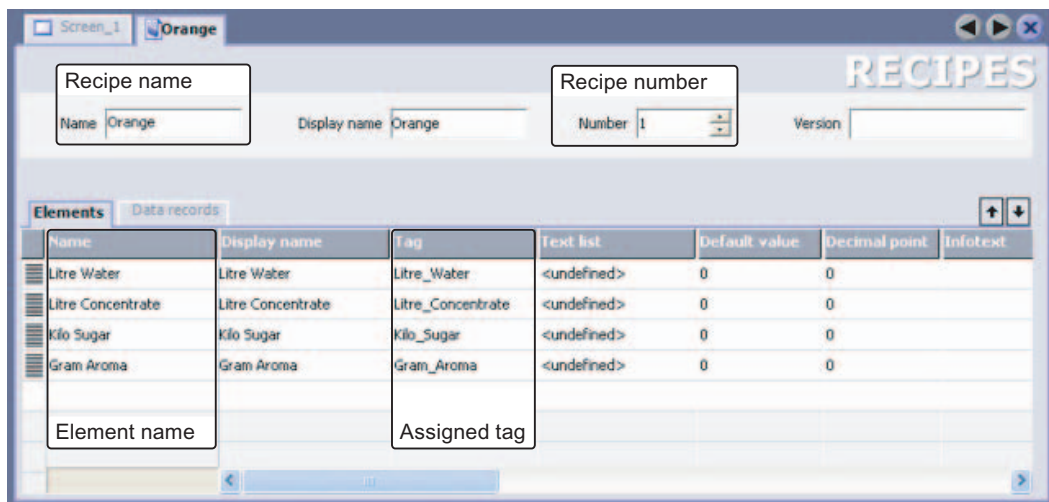 Screen_1 Orange
RECIPES
Recipe name
Recipe number
Name Orange Display name Orange Number 1 Version
Elements Data records
Name Display name Tag Text list Default value Decimal point Infotext
Litre Water Litre Water Litre_Water <undefined> 0 0
Litre Concentrate Litre Concentrate Litre_Concentrate <undefined> 0 0
Kilo Sugar Kilo Sugar Kilo_Sugar <undefined> 0 0
Gram Aroma Gram Aroma Gram_Aroma <undefined> 0 0
Element name Assigned tag